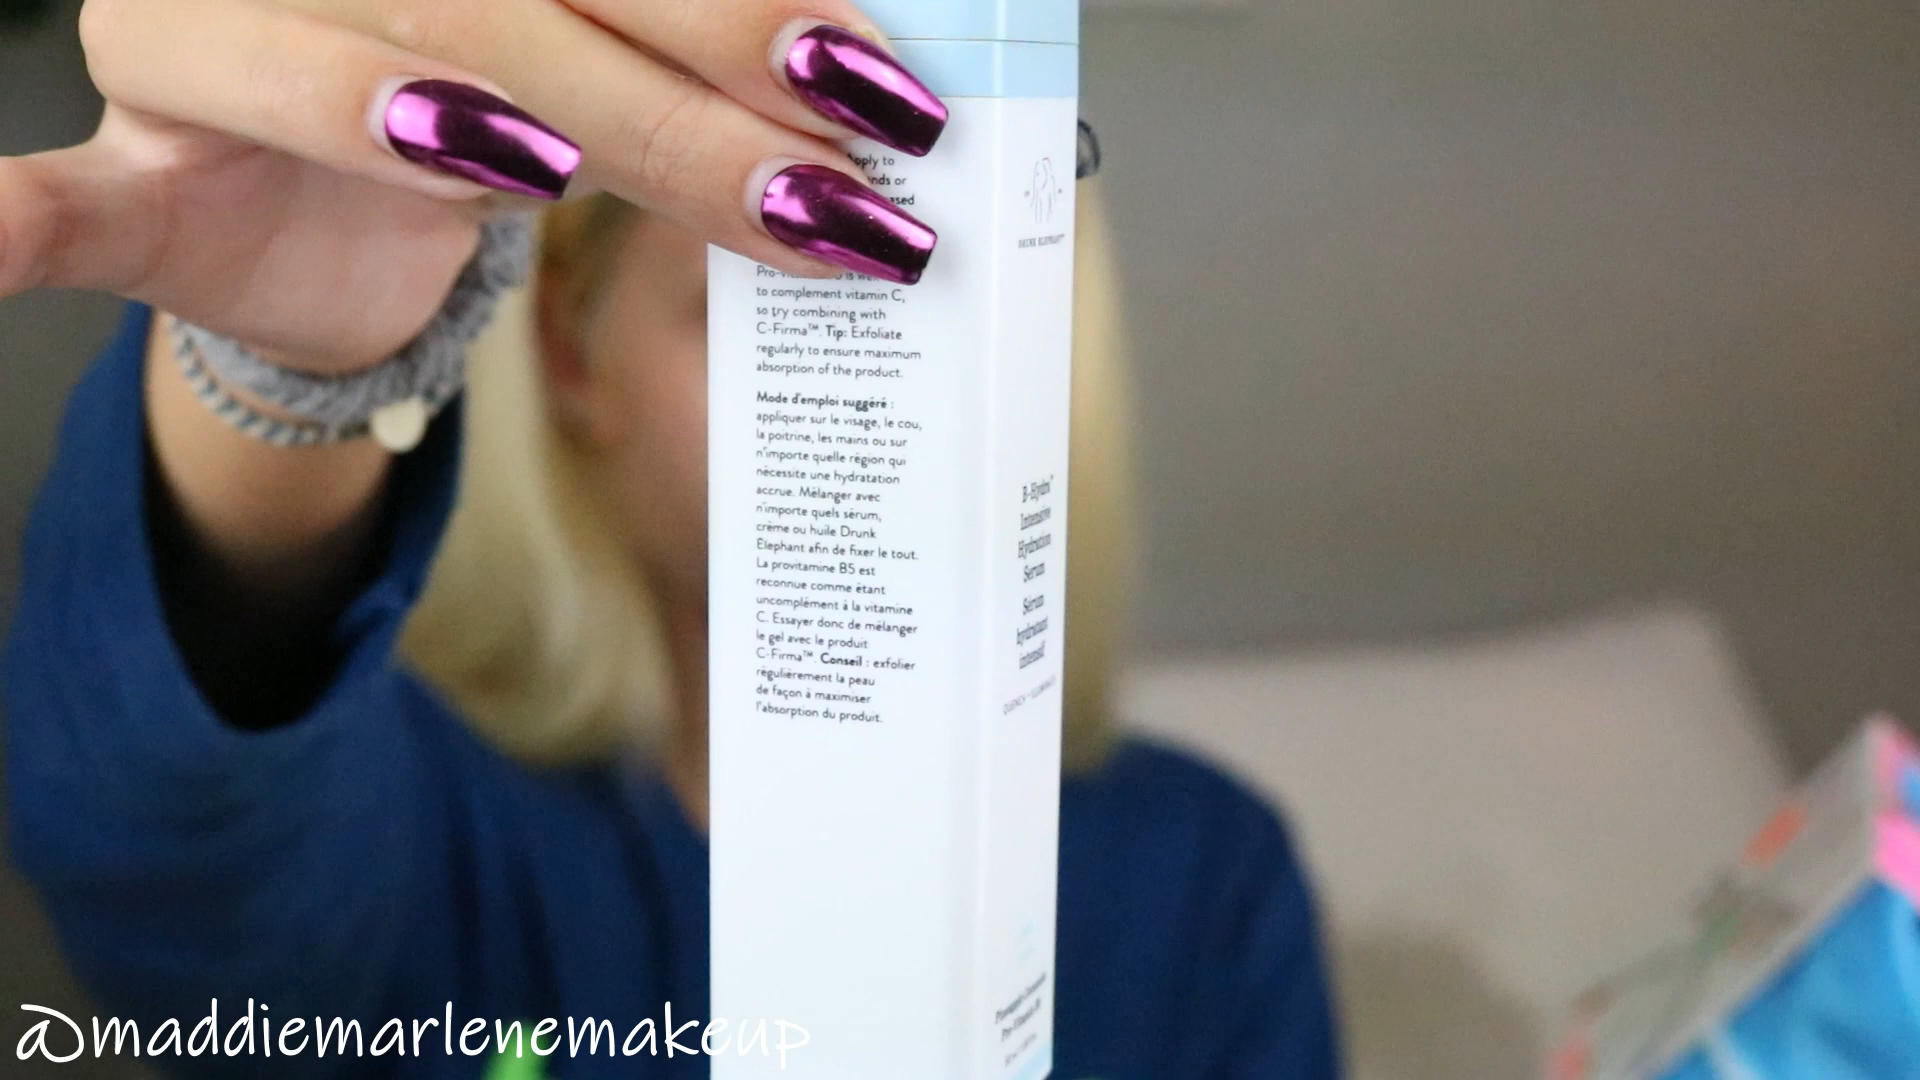 Apply to
ased
to complement vitamin C,
so try combining with
C-Firma™. Tip: Exfoliate
regularly to ensure maximum
absorption of the product.
Mode d'emploi suggéré :
appliquer sur le visage, le cou,
la poitrine, les mains ou sur
n'importe quelle région qui
nécessite une hydratation
accrue. Mélanger avec
n'importe quels sérum,
crème ou huile Drunk
Elephant afin de fixer le tout.
La provitamine B5 est
reconnue comme étant
uncomplément à la vitamine
C. Essayer donc de mélanger
le gel avec le produit
C-Firma™. Conseil : exfolier
régulièrement la peau
de façon à maximiser
l'absorption du produit.
DRUNK ELEPHANT™
B-Hydra™
Intensive
Hydration
Serum
Sérum
hydratant
intensif
@maddiemarlenemakeup